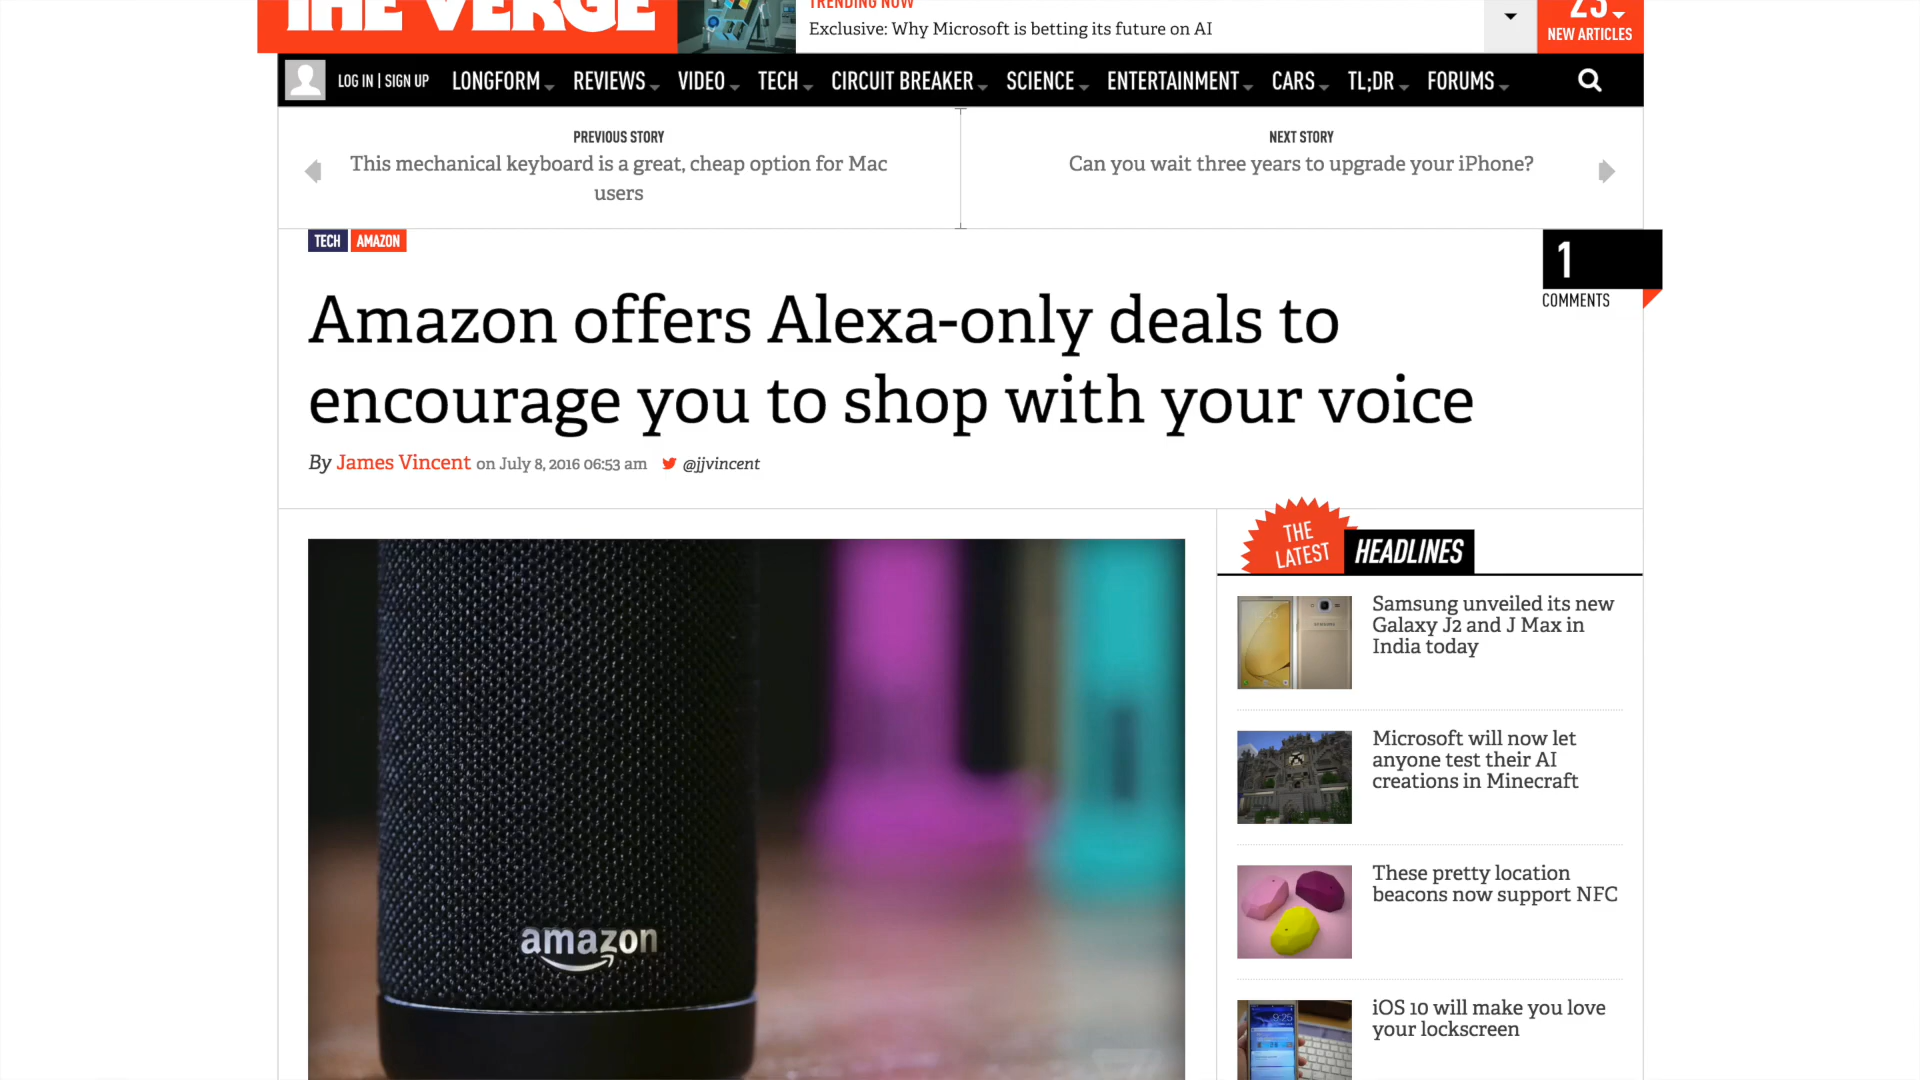 THE VERGE
TRENDING NOW
Exclusive: Why Microsoft is betting its future on AI
23
NEW ARTICLES
LOG IN | SIGN UP
LONGFORM
REVIEWS
VIDEO
TECH
CIRCUIT BREAKER
SCIENCE
ENTERTAINMENT
CARS
TL;DR
FORUMS
PREVIOUS STORY
This mechanical keyboard is a great, cheap option for Mac
users
NEXT STORY
Can you wait three years to upgrade your iPhone?
TECH
AMAZON
1
COMMENTS
Amazon offers Alexa-only deals to
encourage you to shop with your voice
By James Vincent on July 8, 2016 06:53 am @jjvincent
amazon
THE
LATEST
HEADLINES
Samsung unveiled its new
Galaxy J2 and J Max in
India today
Microsoft will now let
anyone test their AI
creations in Minecraft
These pretty location
beacons now support NFC
iOS 10 will make you love
your lockscreen
9:25